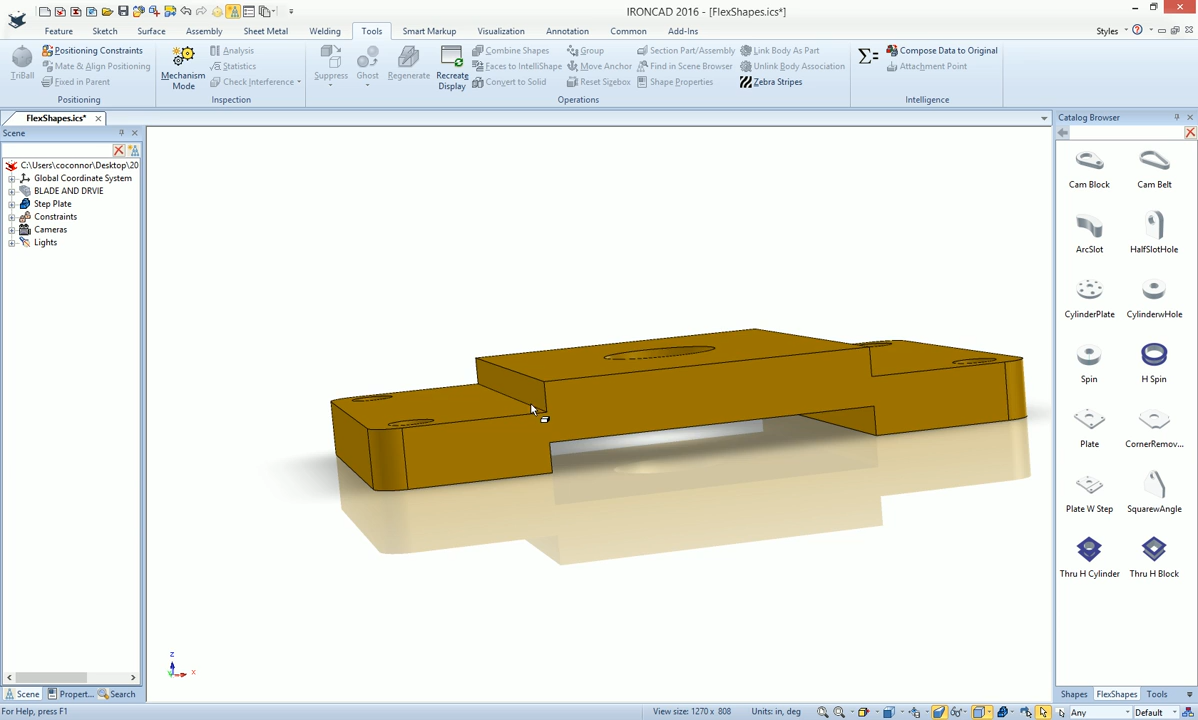 IRONCAD 2016 - [FlexShapes.ics*]
Feature Sketch Surface Assembly Sheet Metal Welding Tools Smart Markup Visualization Annotation Common Add-Ins Styles
TriBall
Positioning Constraints
Mate & Align Positioning
Fixed in Parent
Positioning
Mechanism Mode
Analysis
Statistics
Check Interference
Inspection
Suppress
Ghost
Regenerate
Recreate Display
Combine Shapes
Faces to IntelliShape
Convert to Solid
Group
Move Anchor
Reset Sizebox
Section Part/Assembly
Find in Scene Browser
Shape Properties
Link Body As Part
Unlink Body Association
Zebra Stripes
Operations
Compose Data to Original
Attachment Point
Intelligence
FlexShapes.ics*
Scene
C:\Users\coconnor\Desktop\20
Global Coordinate System
BLADE AND DRVIE
Step Plate
Constraints
Cameras
Lights
Z
X
Catalog Browser
Cam Block Cam Belt
ArcSlot HalfSlotHole
CylinderPlate CylinderwHole
Spin H Spin
Plate CornerRemov...
Plate W Step SquarewAngle
Thru H Cylinder Thru H Block
Scene Propert... Search
Shapes FlexShapes Tools
For Help, press F1
View size: 1270 x 808
Units: in, deg
Any
Default